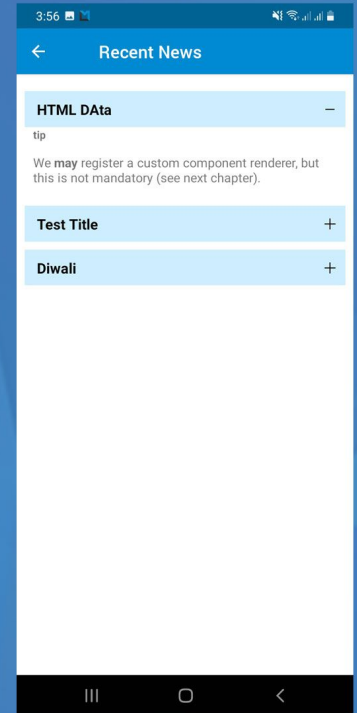 3:56
Recent News
HTML DAta
tip
We may register a custom component renderer, but
this is not mandatory (see next chapter).
Test Title
Diwali